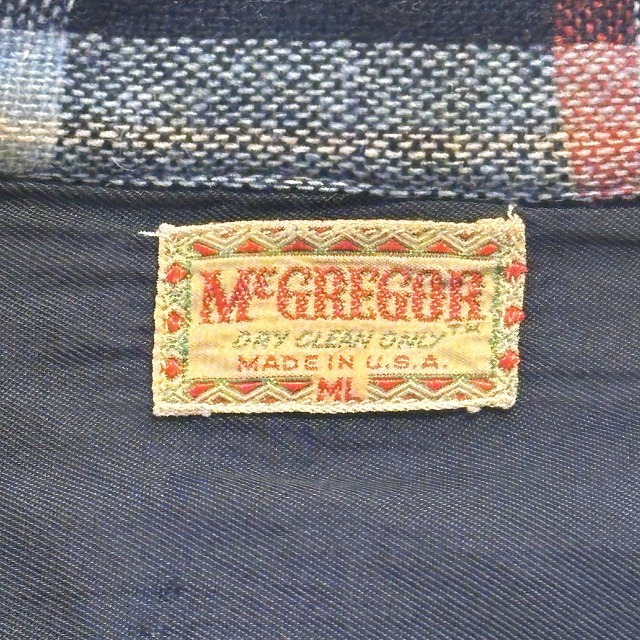 McGREGOR
DRY CLEAN ONLY
MADE IN U.S.A.
ML